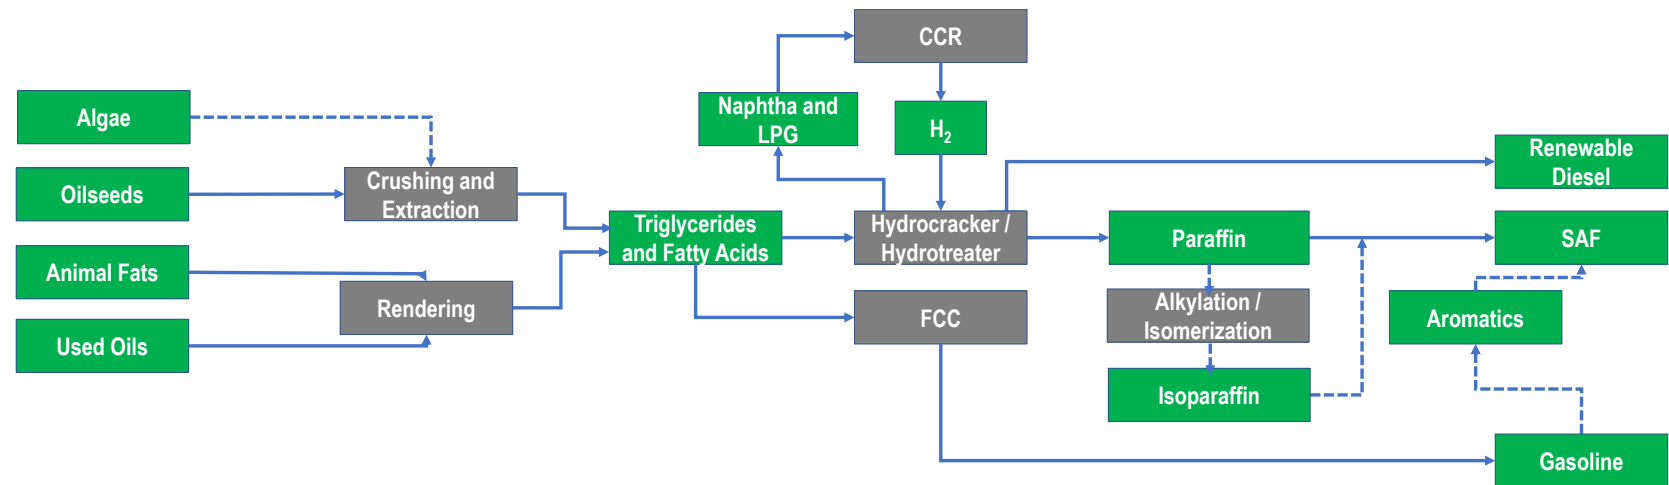 CCR
Algae
Naphtha and
LPG
H₂
Renewable
Diesel
Oilseeds
Crushing and
Extraction
Triglycerides
and Fatty Acids
Hydrocracker /
Hydrotreater
Paraffin
SAF
Animal Fats
Rendering
FCC
Alkylation /
Isomerization
Aromatics
Used Oils
Isoparaffin
Gasoline